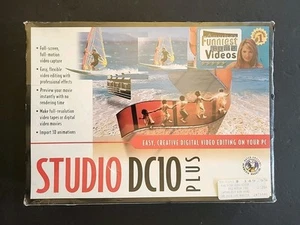 Funniest
Videos
• Full-screen,
full-motion
video capture
• Easy, flexible
video editing with
professional effects
• Preview your movie
instantly with no
rendering time
• Make full-resolution
video tapes or digital
video movies
• Import 3D animations
EASY, CREATIVE DIGITAL VIDEO EDITING ON YOUR PC
STUDIO DC10 PLUS